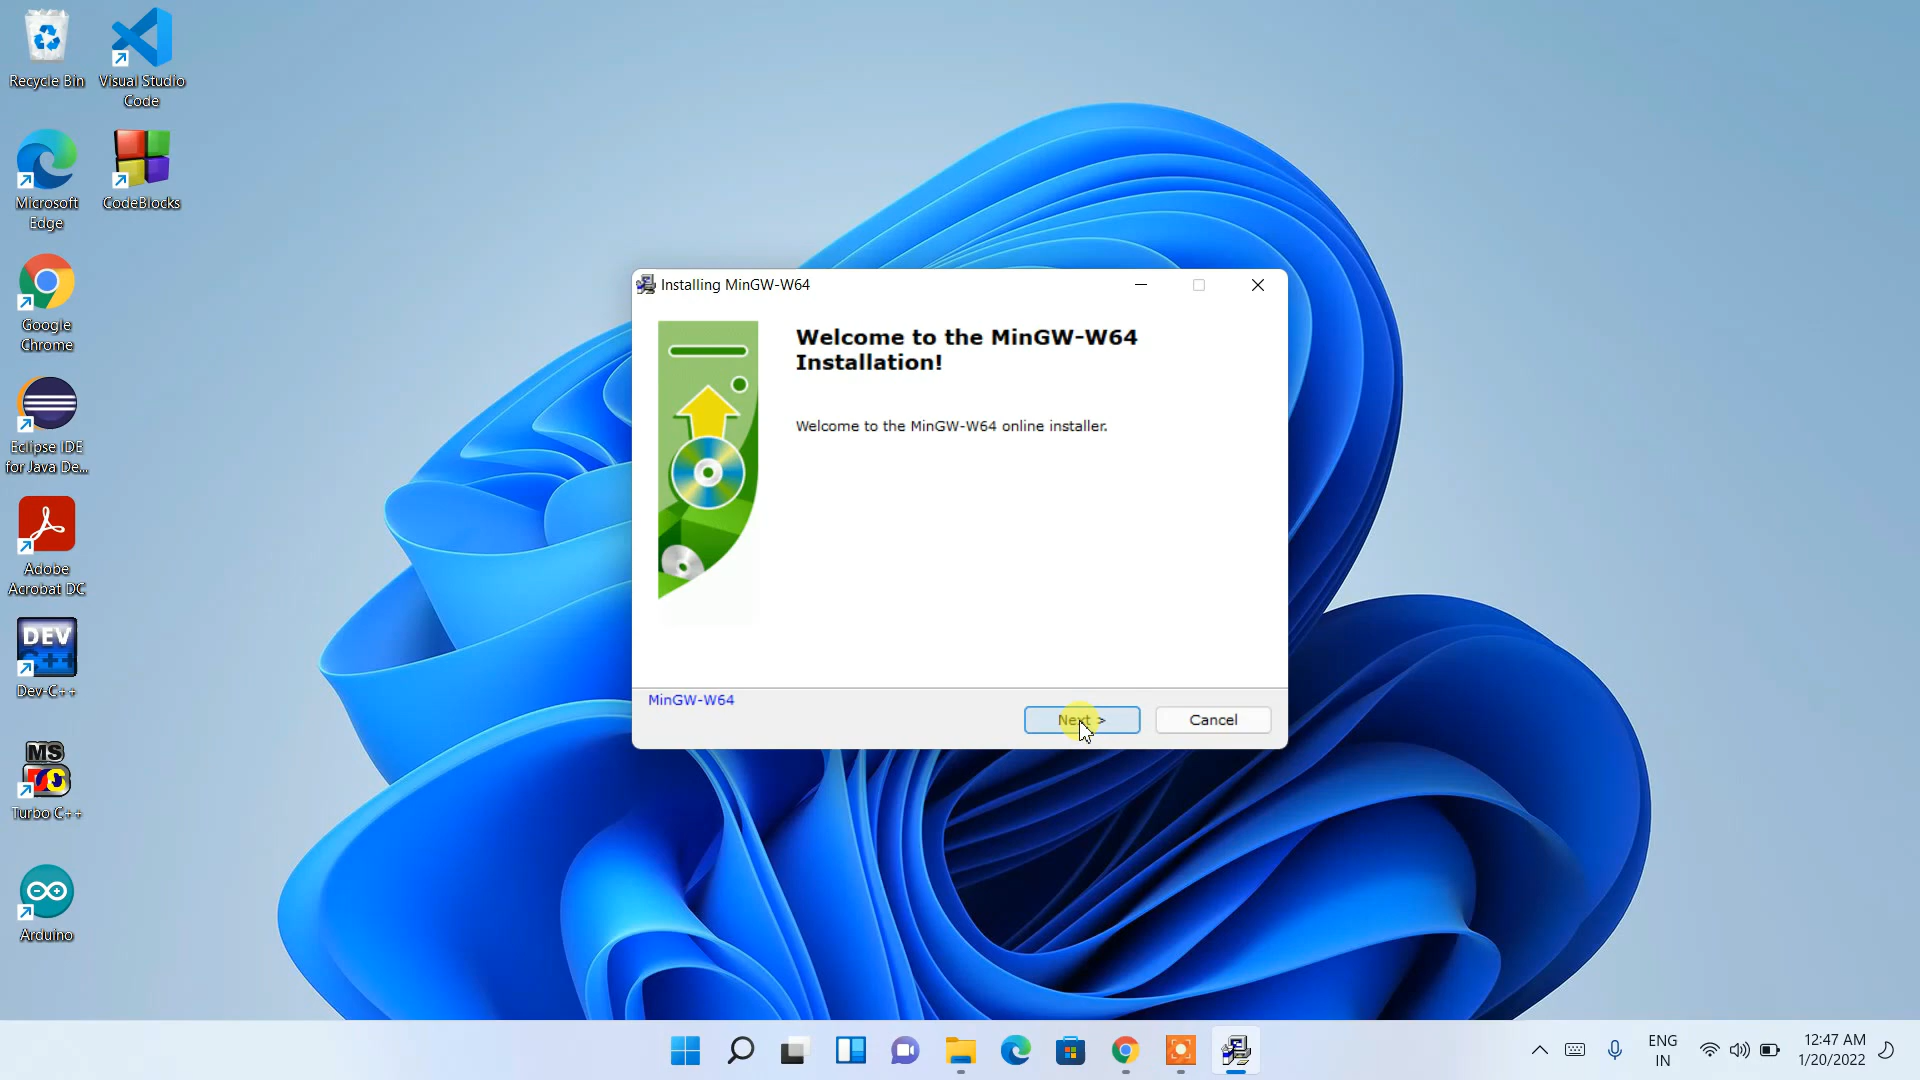 Recycle Bin
Visual Studio
Code
Microsoft
Edge
CodeBlocks
Google
Chrome
Eclipse IDE
for Java De...
Adobe
Acrobat DC
DEV
C++
Dev-C++
MS
DOS
Turbo C++
Arduino
Installing MinGW-W64
Welcome to the MinGW-W64
Installation!
Welcome to the MinGW-W64 online installer.
MinGW-W64
Next >
Cancel
ENG
IN
12:47 AM
1/20/2022